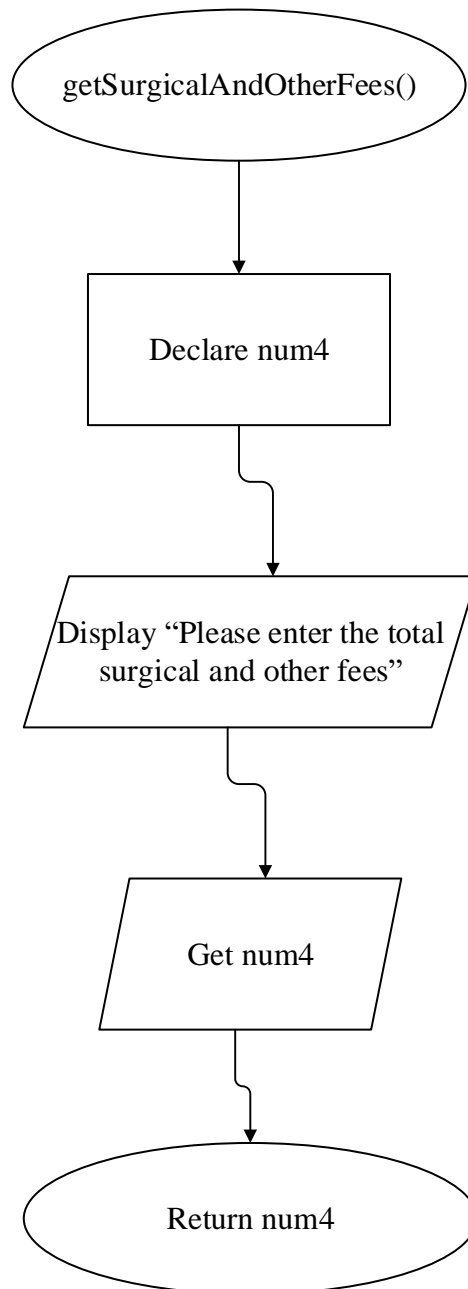 getSurgicalAndOtherFees()
Declare num4
Display “Please enter the total
surgical and other fees”
Get num4
Return num4